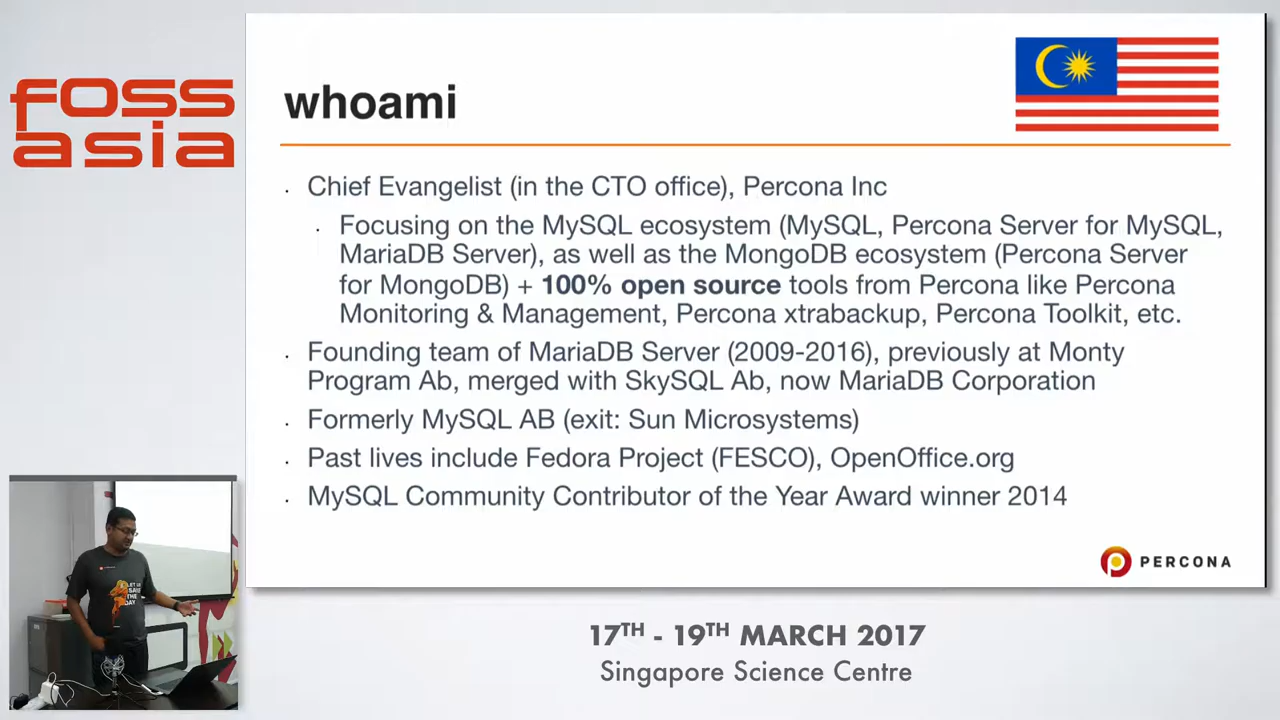 foss
asia
whoami
· Chief Evangelist (in the CTO office), Percona Inc
· Focusing on the MySQL ecosystem (MySQL, Percona Server for MySQL,
MariaDB Server), as well as the MongoDB ecosystem (Percona Server
for MongoDB) + 100% open source tools from Percona like Percona
Monitoring & Management, Percona xtrabackup, Percona Toolkit, etc.
· Founding team of MariaDB Server (2009-2016), previously at Monty
Program Ab, merged with SkySQL Ab, now MariaDB Corporation
· Formerly MySQL AB (exit: Sun Microsystems)
· Past lives include Fedora Project (FESCO), OpenOffice.org
· MySQL Community Contributor of the Year Award winner 2014
PERCONA
LET US
SAVE
THE
DAY
17TH - 19TH MARCH 2017
Singapore Science Centre